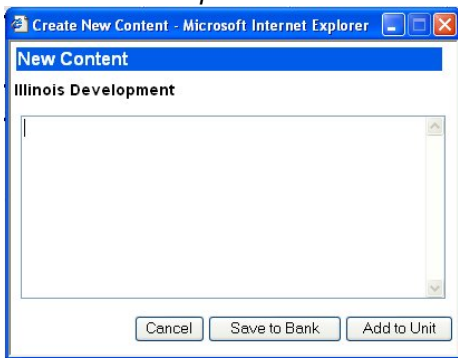 Create New Content - Microsoft Internet Explorer
New Content
Illinois Development
Cancel Save to Bank Add to Unit